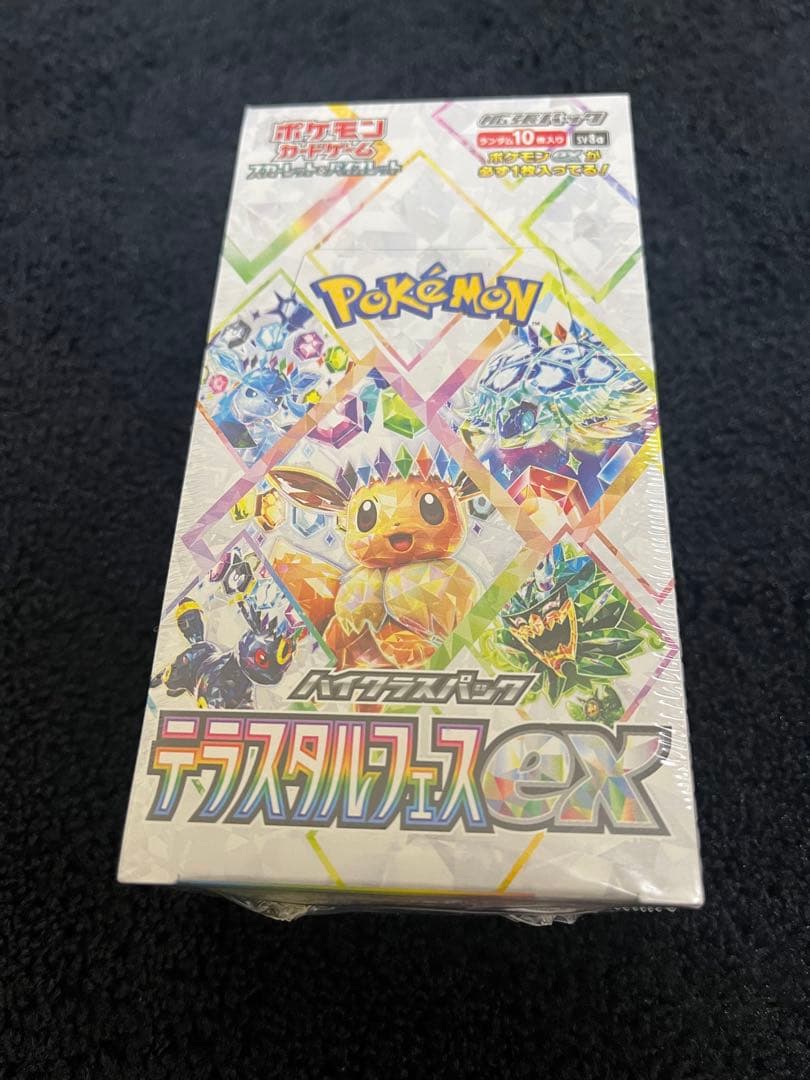 ポケモン
カードゲーム
スカーレット&バイオレット
拡張パック
ランダム10枚入り
sv8a
ポケモンexが
必ず1枚入ってる!
POKéMON
TM
ハイクラスパック
テラスタルフェスex